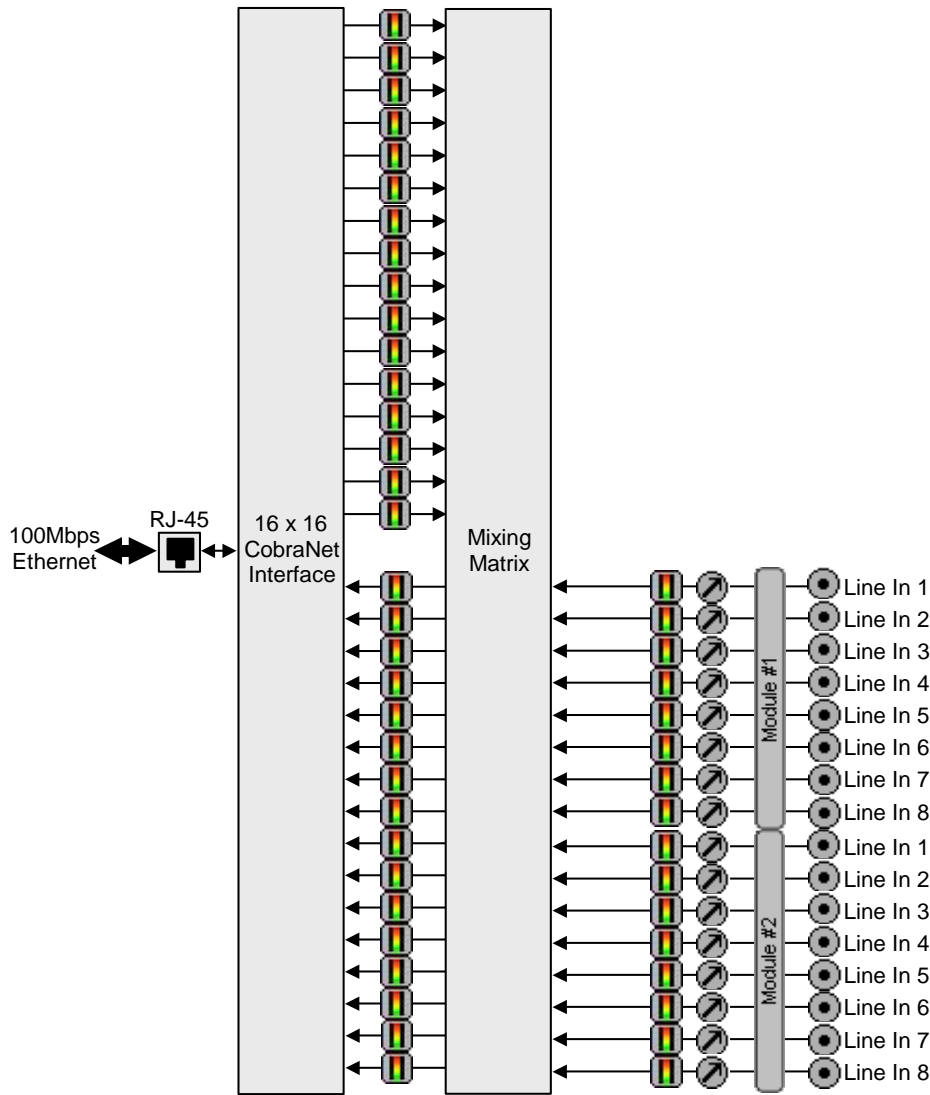 100Mbps
Ethernet
RJ-45
16 x 16
CobraNet
Interface
Mixing
Matrix
Module #1
Line In 1
Line In 2
Line In 3
Line In 4
Line In 5
Line In 6
Line In 7
Line In 8
Module #2
Line In 1
Line In 2
Line In 3
Line In 4
Line In 5
Line In 6
Line In 7
Line In 8